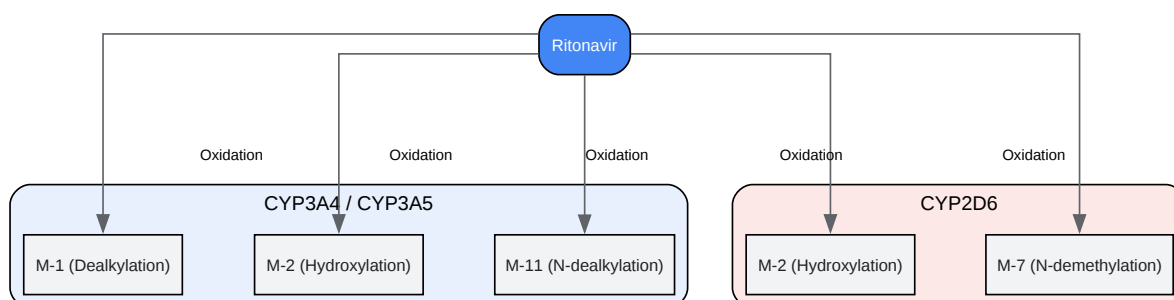 Ritonavir
Oxidation
Oxidation
Oxidation
Oxidation
Oxidation
CYP3A4 / CYP3A5
CYP2D6
M-1 (Dealkylation)
M-2 (Hydroxylation)
M-11 (N-dealkylation)
M-2 (Hydroxylation)
M-7 (N-demethylation)